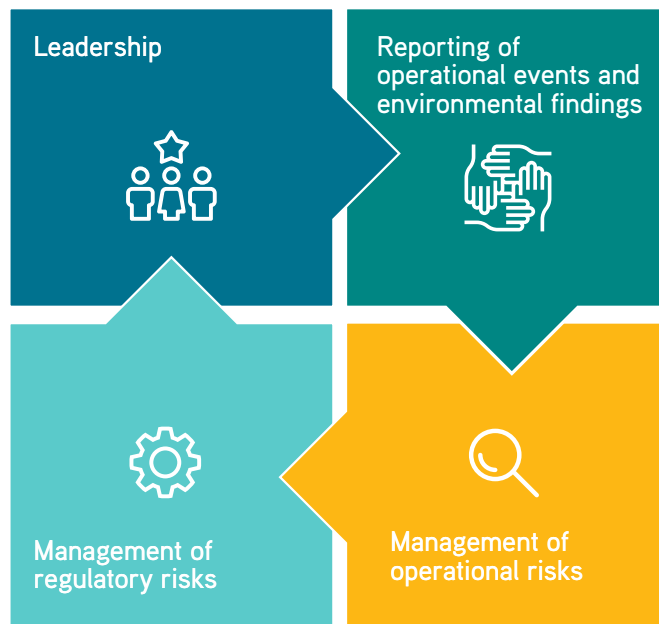 Leadership
Reporting of
operational events and
environmental findings
Management of
regulatory risks
Management of
operational risks